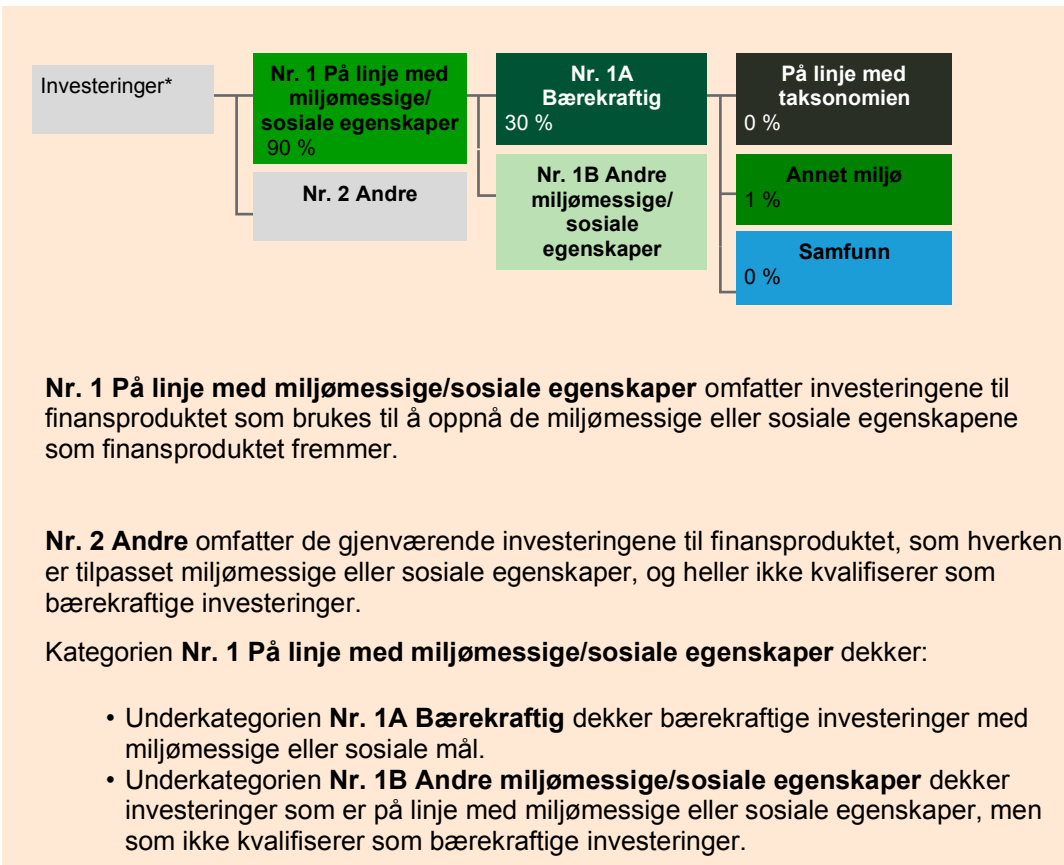 Investeringer*
Nr. 1 På linje med
miljømessige/
sosiale egenskaper
90 %
Nr. 2 Andre
Nr. 1A
Bærekraftig
30 %
Nr. 1B Andre
miljømessige/
sosiale
egenskaper
På linje med
taksonomien
0 %
Annet miljø
1 %
Samfunn
0 %
Nr. 1 På linje med miljømessige/sosiale egenskaper omfatter investeringene til
finansproduktet som brukes til å oppnå de miljømessige eller sosiale egenskapene
som finansproduktet fremmer.
Nr. 2 Andre omfatter de gjenværende investeringene til finansproduktet, som hverken
er tilpasset miljømessige eller sosiale egenskaper, og heller ikke kvalifiserer som
bærekraftige investeringer.
Kategorien Nr. 1 På linje med miljømessige/sosiale egenskaper dekker:
• Underkategorien Nr. 1A Bærekraftig dekker bærekraftige investeringer med
miljømessige eller sosiale mål.
• Underkategorien Nr. 1B Andre miljømessige/sosiale egenskaper dekker
investeringer som er på linje med miljømessige eller sosiale egenskaper, men
som ikke kvalifiserer som bærekraftige investeringer.